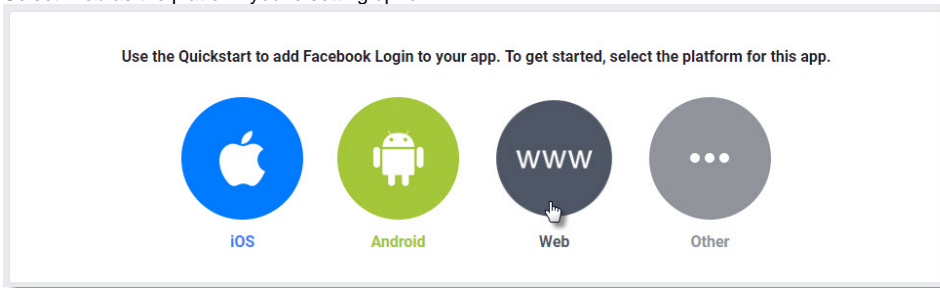 Use the Quickstart to add Facebook Login to your app. To get started, select the platform for this app.
www
iOS
Android
Web
Other